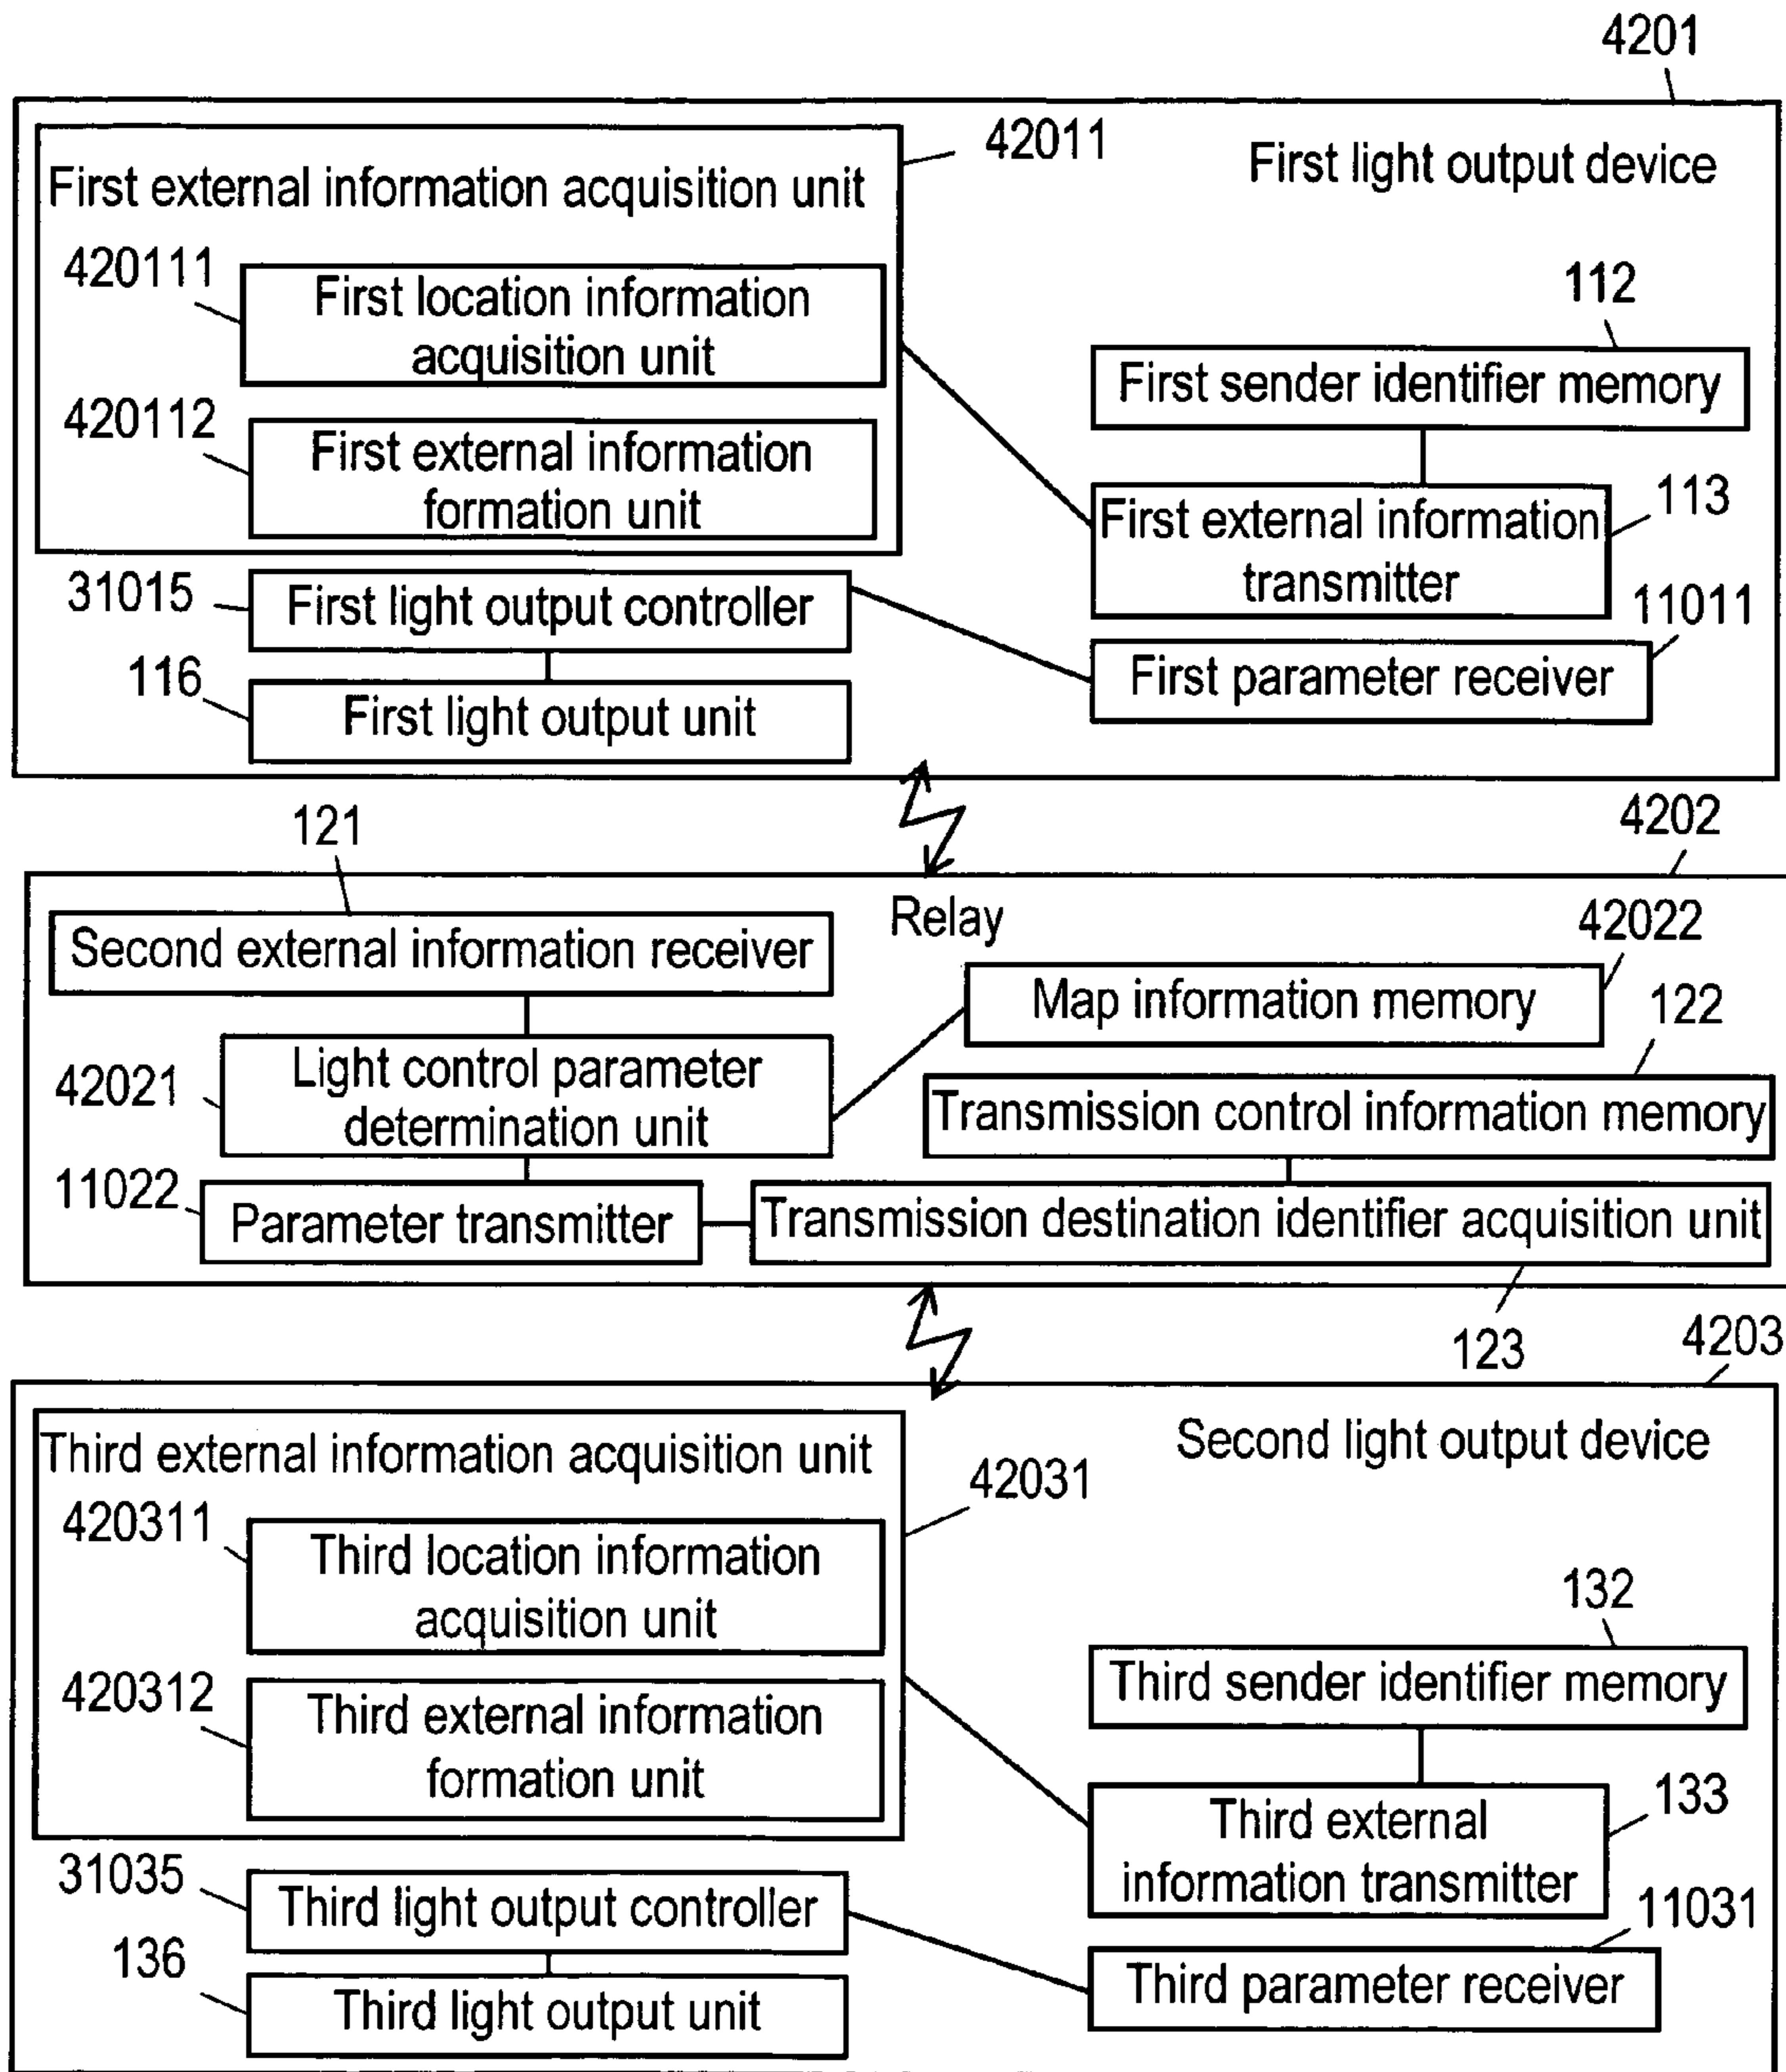 4201
42011
First light output device
First external information acquisition unit
420111
First location information
acquisition unit
112
First sender identifier memory
420112
First external information
formation unit
113
First external information
transmitter
31015
First light output controller
11011
First parameter receiver
116
First light output unit
4202
121
Relay
Second external information receiver
42022
Map information memory
122
42021
Light control parameter
determination unit
Transmission control information memory
11022
Parameter transmitter
Transmission destination identifier acquisition unit
123
4203
Second light output device
Third external information acquisition unit
42031
420311
Third location information
acquisition unit
132
Third sender identifier memory
420312
Third external information
formation unit
133
Third external
information transmitter
31035
Third light output controller
11031
Third parameter receiver
136
Third light output unit